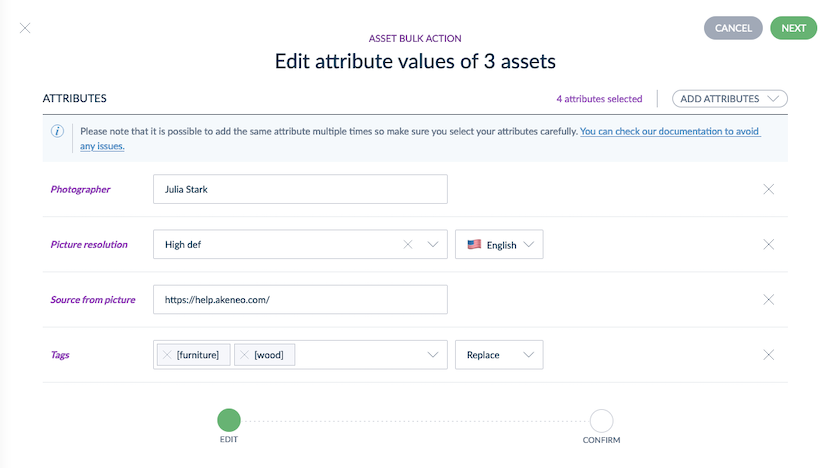 ASSET BULK ACTION
CANCEL
NEXT
Edit attribute values of 3 assets
ATTRIBUTES
4 attributes selected
ADD ATTRIBUTES
i
Please note that it is possible to add the same attribute multiple times so make sure you select your attributes carefully. You can check our documentation to avoid
any issues.
Photographer
Julia Stark
Picture resolution
High def
English
Source from picture
https://help.akeneo.com/
Tags
[furniture]
[wood]
Replace
EDIT
CONFIRM